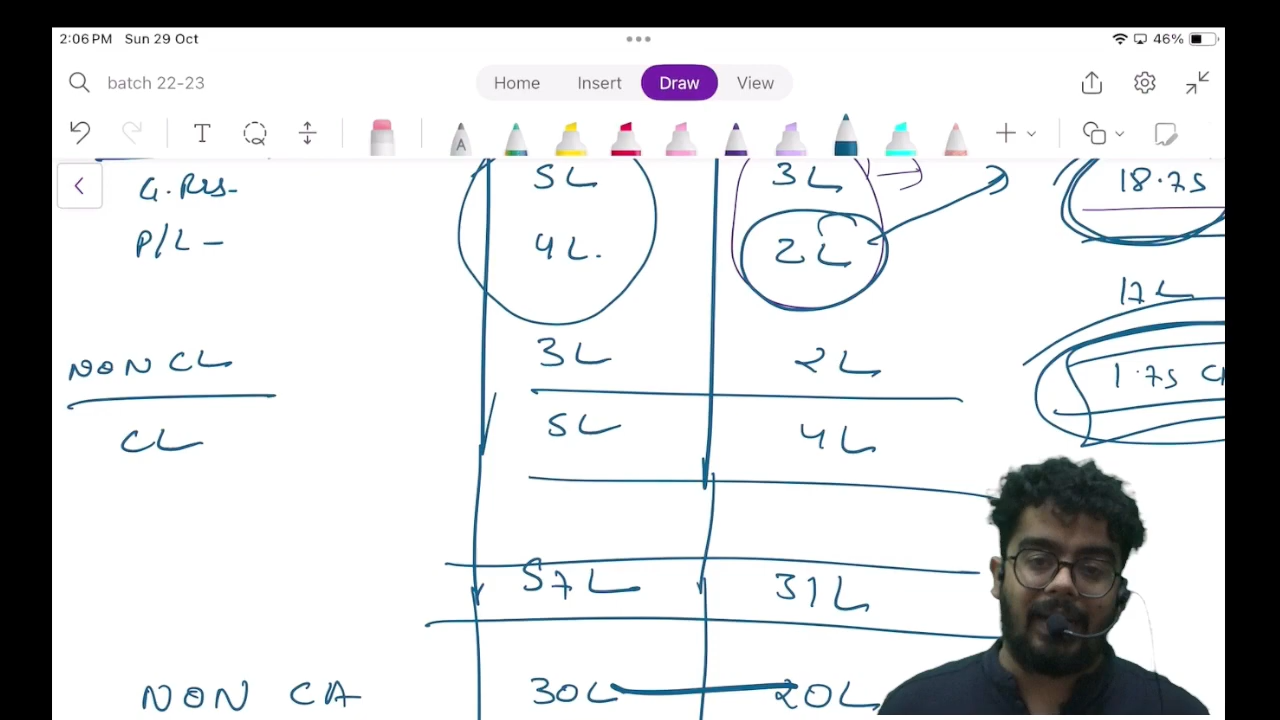 2:06 PM Sun 29 Oct 46%
batch 22-23 Home Insert Draw View
T A
G. Res- 5L 3L 18.75
P/L - 4L. 2L
17L
NON CL 3L 2L
1.75
CL 5L 4L
57L 31L
NON CA 30L 20L